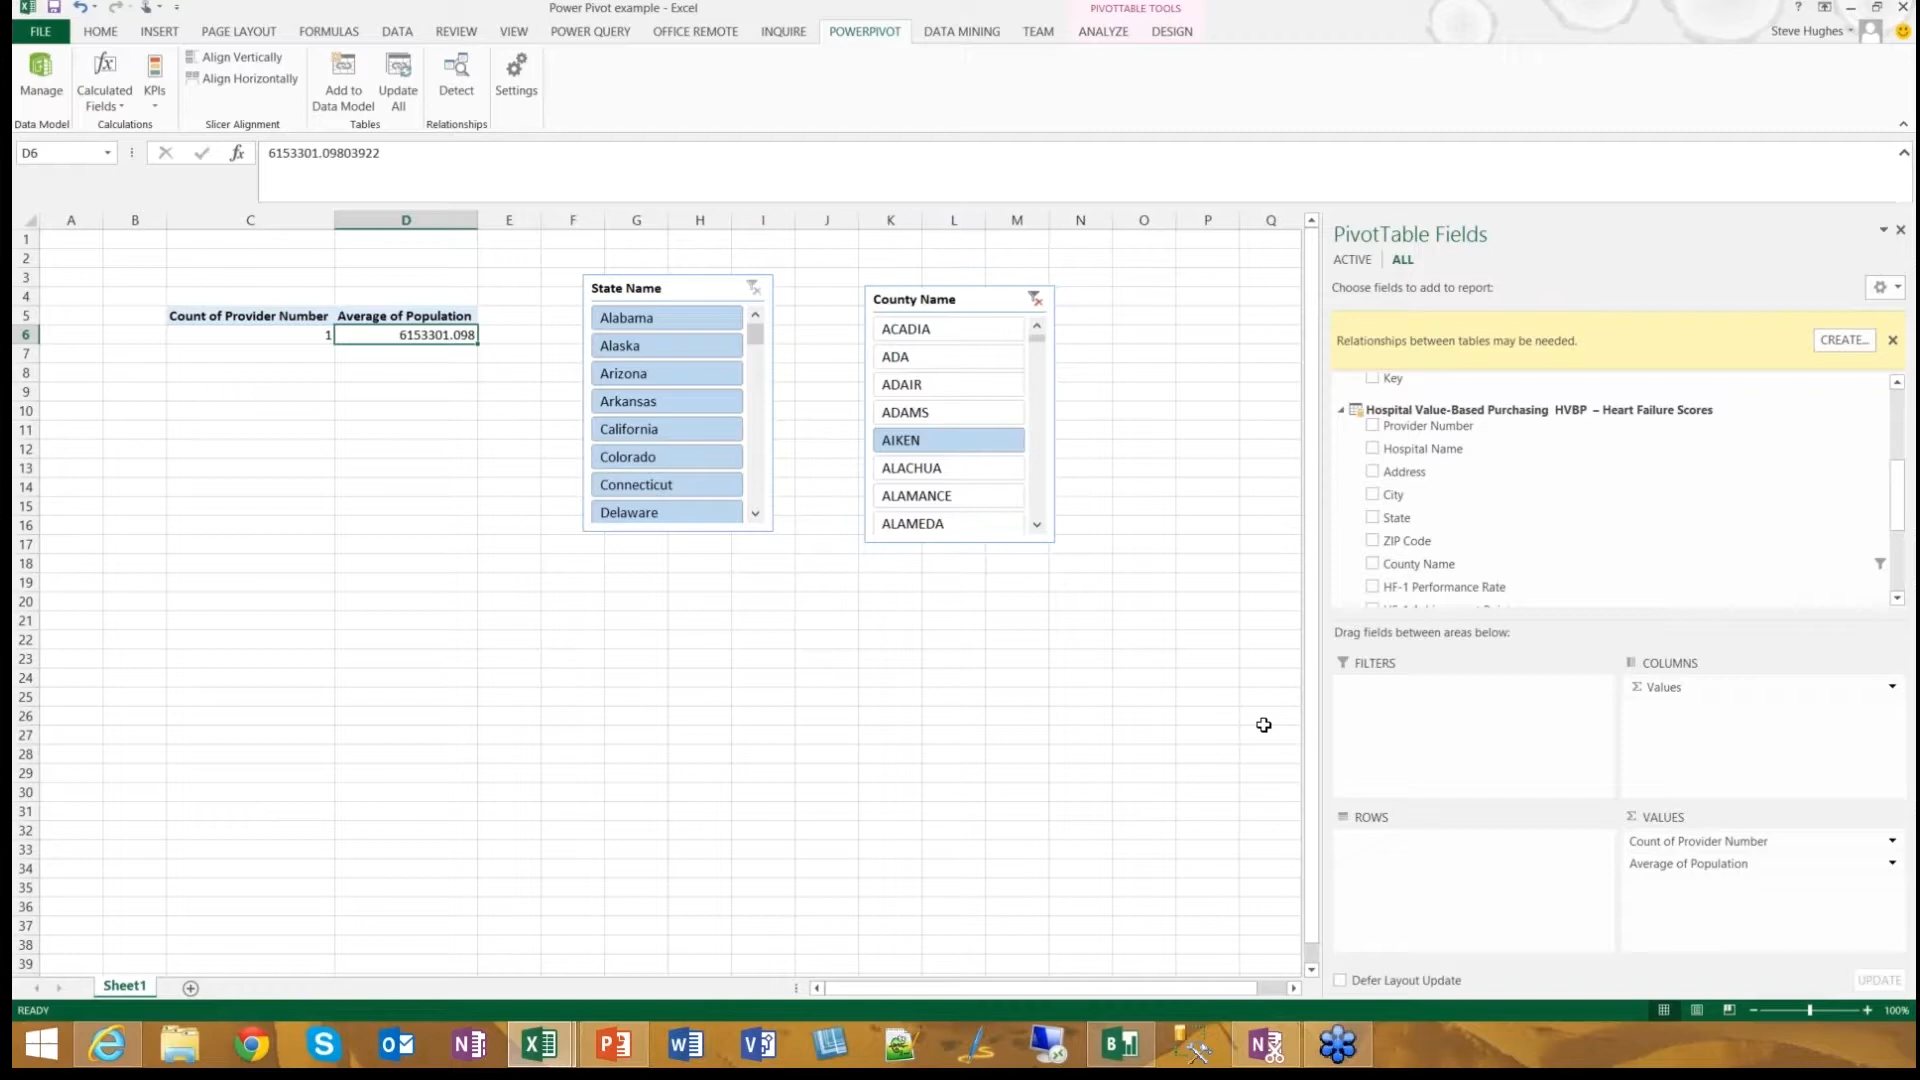 Power Pivot example - Excel
PIVOTTABLE TOOLS
?
FILE HOME INSERT PAGE LAYOUT FORMULAS DATA REVIEW VIEW POWER QUERY OFFICE REMOTE INQUIRE POWERPIVOT DATA MINING TEAM ANALYZE DESIGN
Steve Hughes
Manage
Calculated Fields
KPIs
Align Vertically
Align Horizontally
Add to Data Model
Update All
Detect
Settings
Data Model Calculations Slicer Alignment Tables Relationships
D6 fx 6153301.09803922
A B C D E F G H I J K L M N O P Q
1
2
3
4
5 Count of Provider Number Average of Population
6 1 6153301.098
7
8
9
10
11
12
13
14
15
16
17
18
19
20
21
22
23
24
25
26
27
28
29
30
31
32
33
34
35
36
37
38
39
State Name
Alabama
Alaska
Arizona
Arkansas
California
Colorado
Connecticut
Delaware
County Name
ACADIA
ADA
ADAIR
ADAMS
AIKEN
ALACHUA
ALAMANCE
ALAMEDA
PivotTable Fields
ACTIVE ALL
Choose fields to add to report:
Relationships between tables may be needed. CREATE...
Key
Hospital Value-Based Purchasing HVBP – Heart Failure Scores
Provider Number
Hospital Name
Address
City
State
ZIP Code
County Name
HF-1 Performance Rate
Drag fields between areas below:
FILTERS
COLUMNS
Σ Values
ROWS
Σ VALUES
Count of Provider Number
Average of Population
Defer Layout Update UPDATE
Sheet1
READY 100%